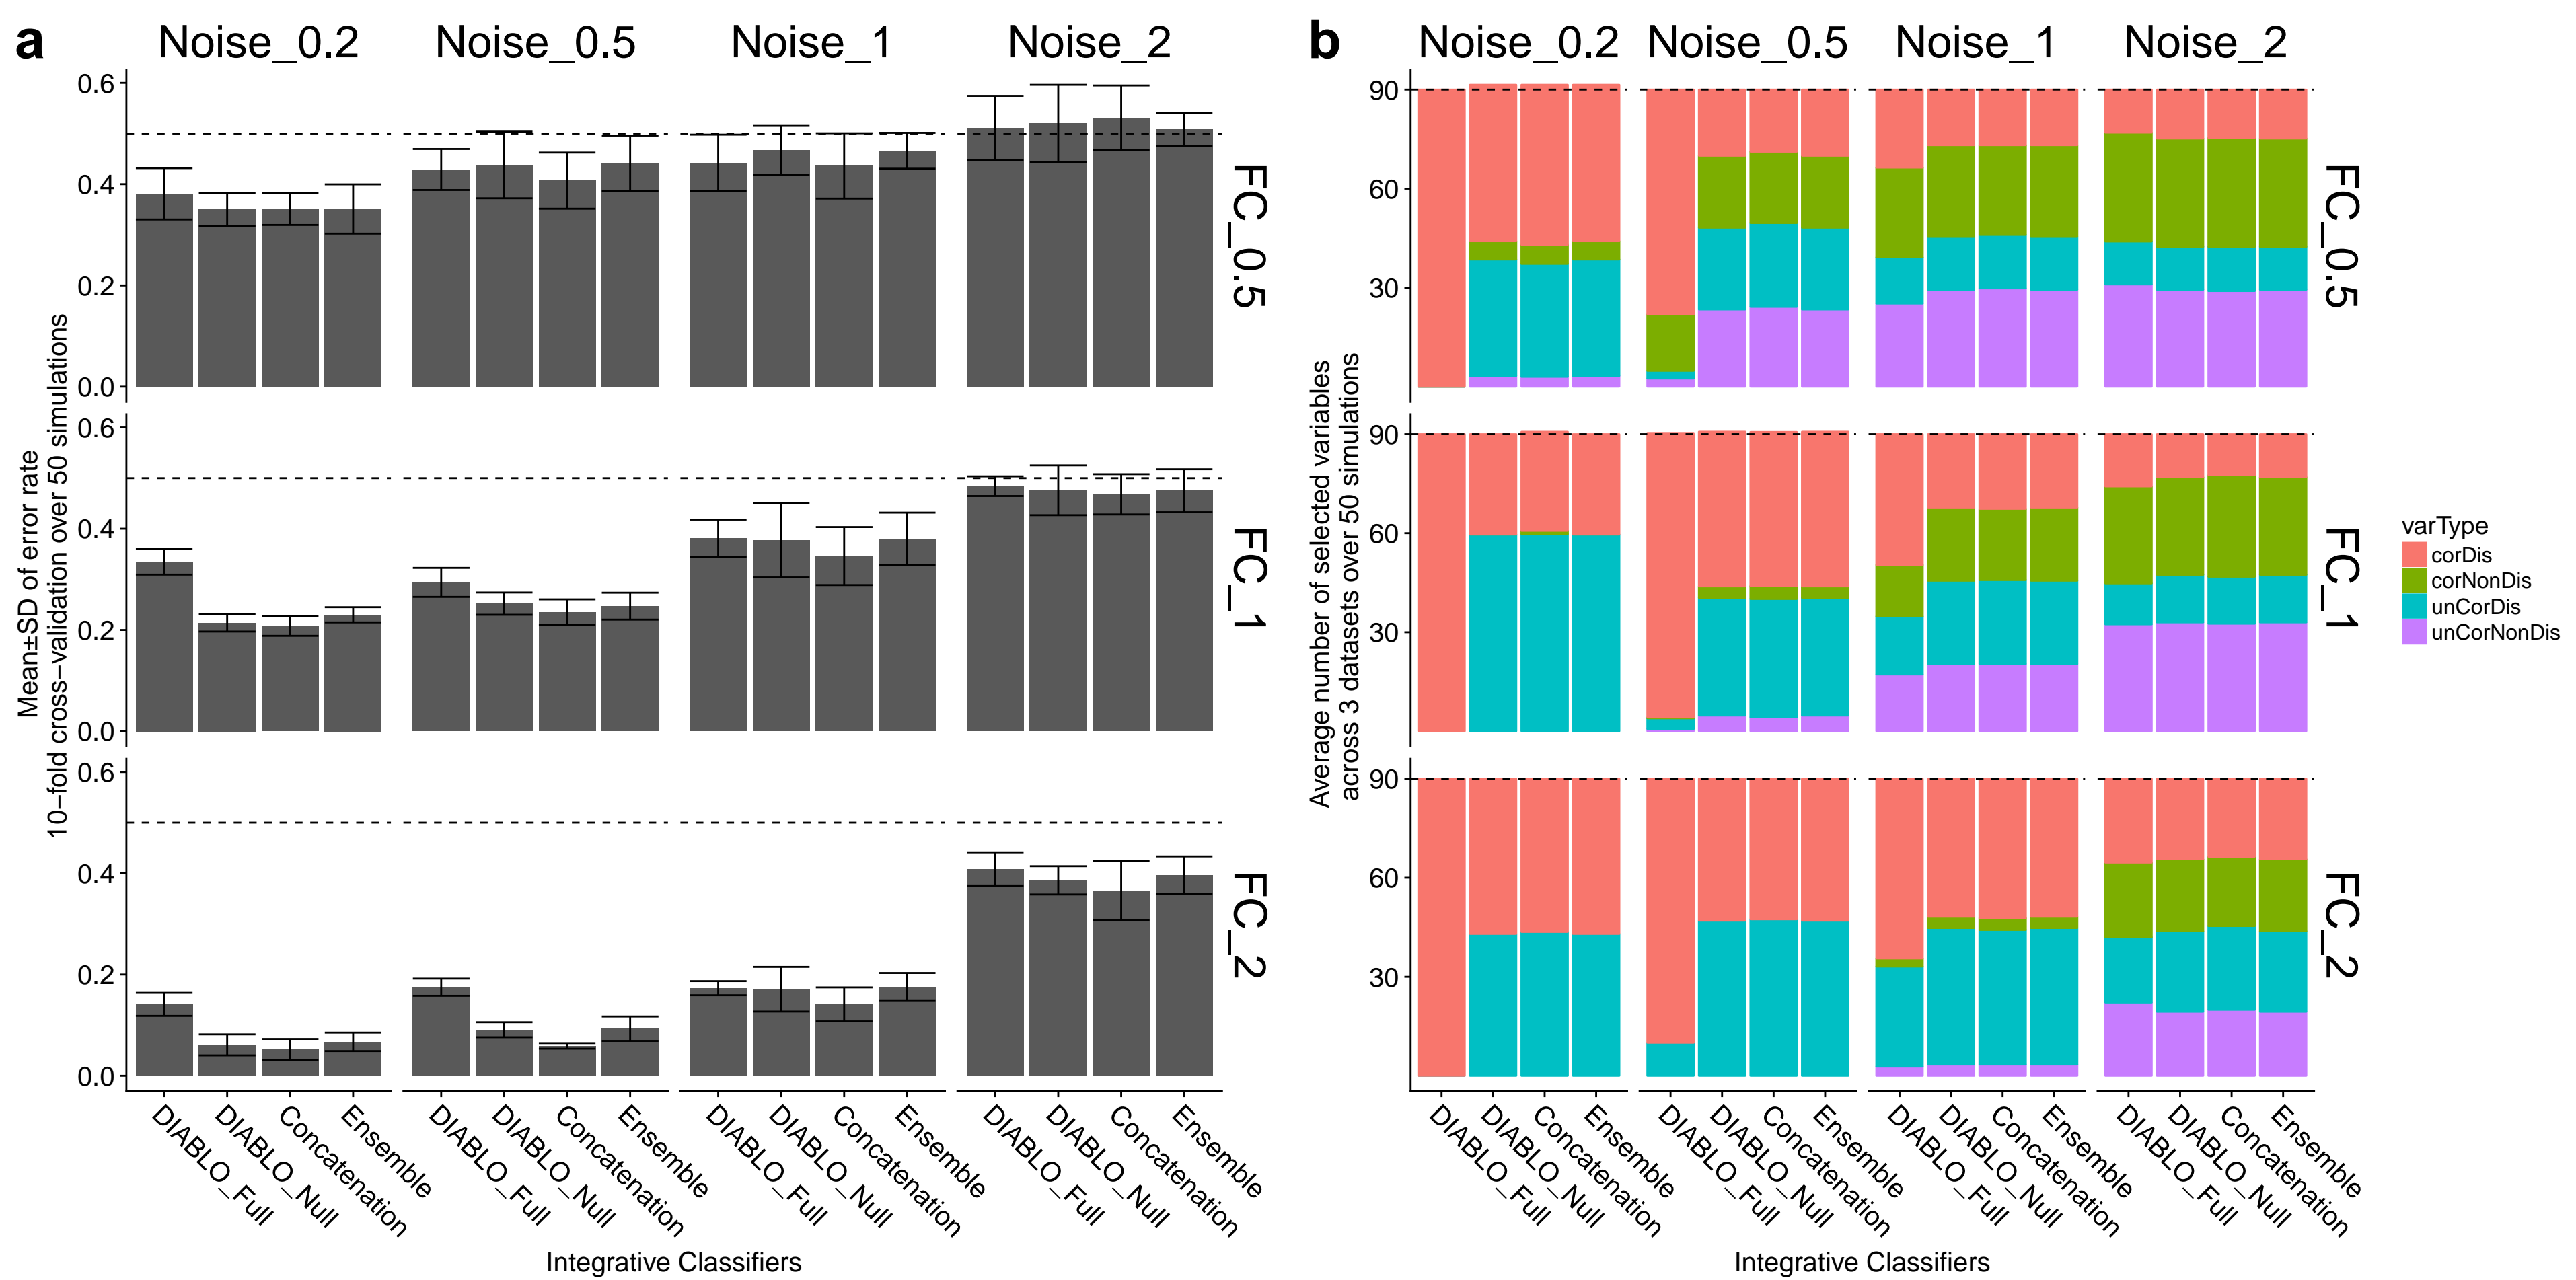 a
Noise_0.2 Noise_0.5 Noise_1 Noise_2
Mean±SD of error rate
10−fold cross−validation over 50 simulations
0.6
0.4
0.2
0.0
FC_0.5
0.6
0.4
0.2
0.0
FC_1
0.6
0.4
0.2
0.0
FC_2
DIABLO_Full DIABLO_Null Concatenation Ensemble DIABLO_Full DIABLO_Null Concatenation Ensemble DIABLO_Full DIABLO_Null Concatenation Ensemble DIABLO_Full DIABLO_Null Concatenation Ensemble
Integrative Classifiers
b
Noise_0.2 Noise_0.5 Noise_1 Noise_2
Average number of selected variables
across 3 datasets over 50 simulations
90
60
30
FC_0.5
90
60
30
FC_1
90
60
30
FC_2
DIABLO_Full DIABLO_Null Concatenation Ensemble DIABLO_Full DIABLO_Null Concatenation Ensemble DIABLO_Full DIABLO_Null Concatenation Ensemble DIABLO_Full DIABLO_Null Concatenation Ensemble
Integrative Classifiers
varType
corDis
corNonDis
unCorDis
unCorNonDis